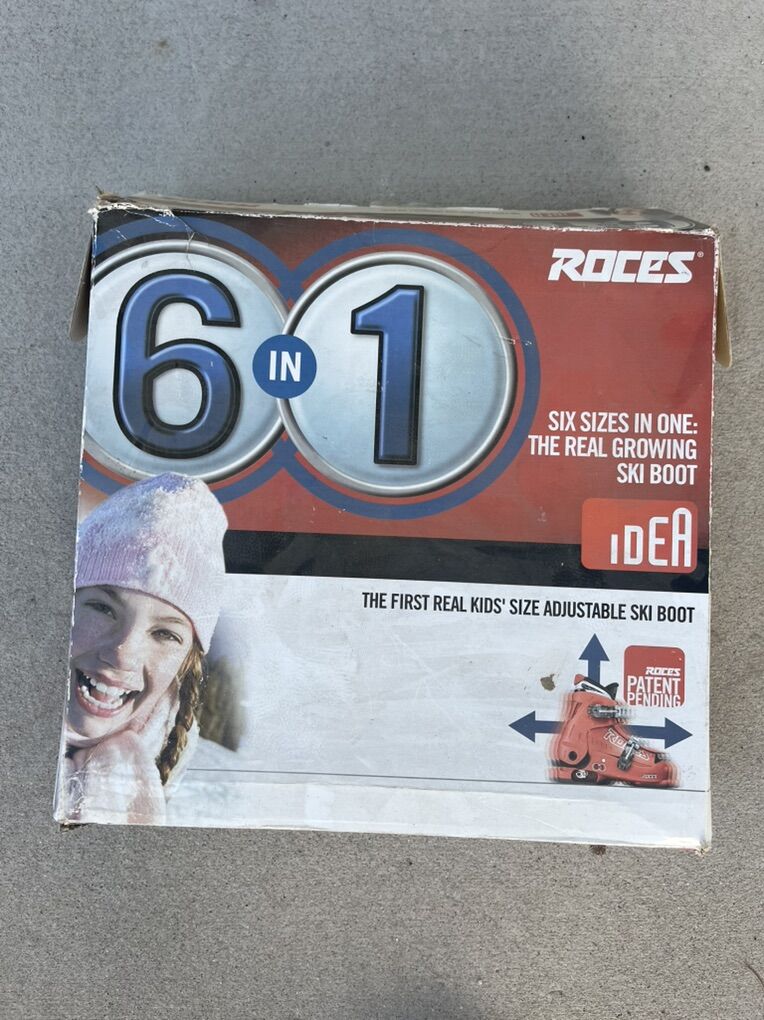 ROCES®
6 IN 1
SIX SIZES IN ONE:
THE REAL GROWING
SKI BOOT
IDEA
THE FIRST REAL KIDS' SIZE ADJUSTABLE SKI BOOT
ROCES
PATENT
PENDING
ROCES